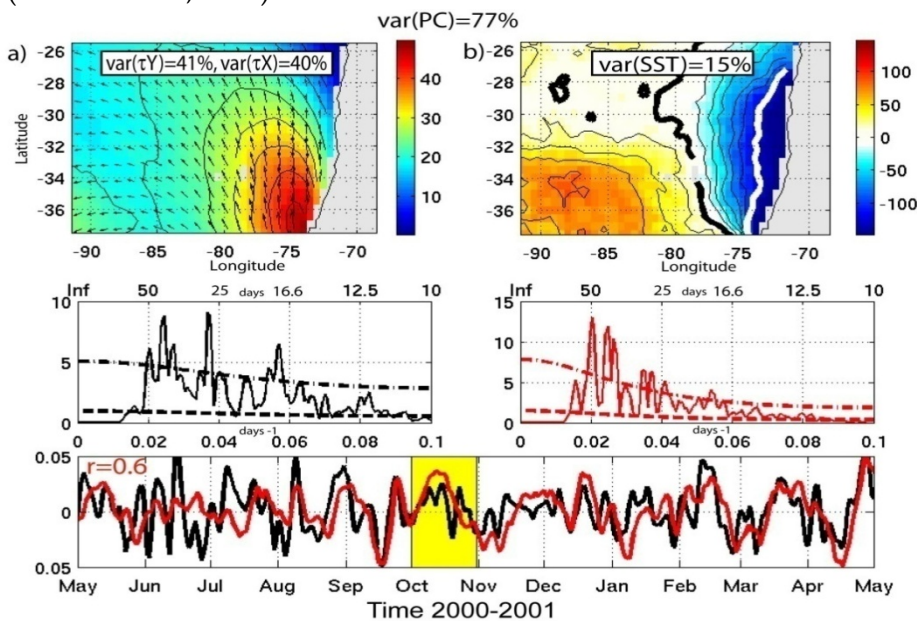 var(PC)=77%
a)
var(τY)=41%, var(τX)=40%
b)
var(SST)=15%
Latitude
-26
-28
-30
-32
-34
-36
-90 -85 -80 -75 -70
Longitude
40
30
20
10
-26
-28
-30
-32
-34
-36
-90 -85 -80 -75 -70
Longitude
100
50
0
-50
-100
Inf 50 25 days 16.6 12.5 10
10
5
0
0 0.02 0.04 0.06 0.08 0.1
days -1
Inf 50 25 days 16.6 12.5 10
15
10
5
0
0 0.02 0.04 0.06 0.08 0.1
days -1
r=0.6
0.05
0
0.05
May Jun Jul Aug Sep Oct Nov Dec Jan Feb Mar Apr May
Time 2000-2001